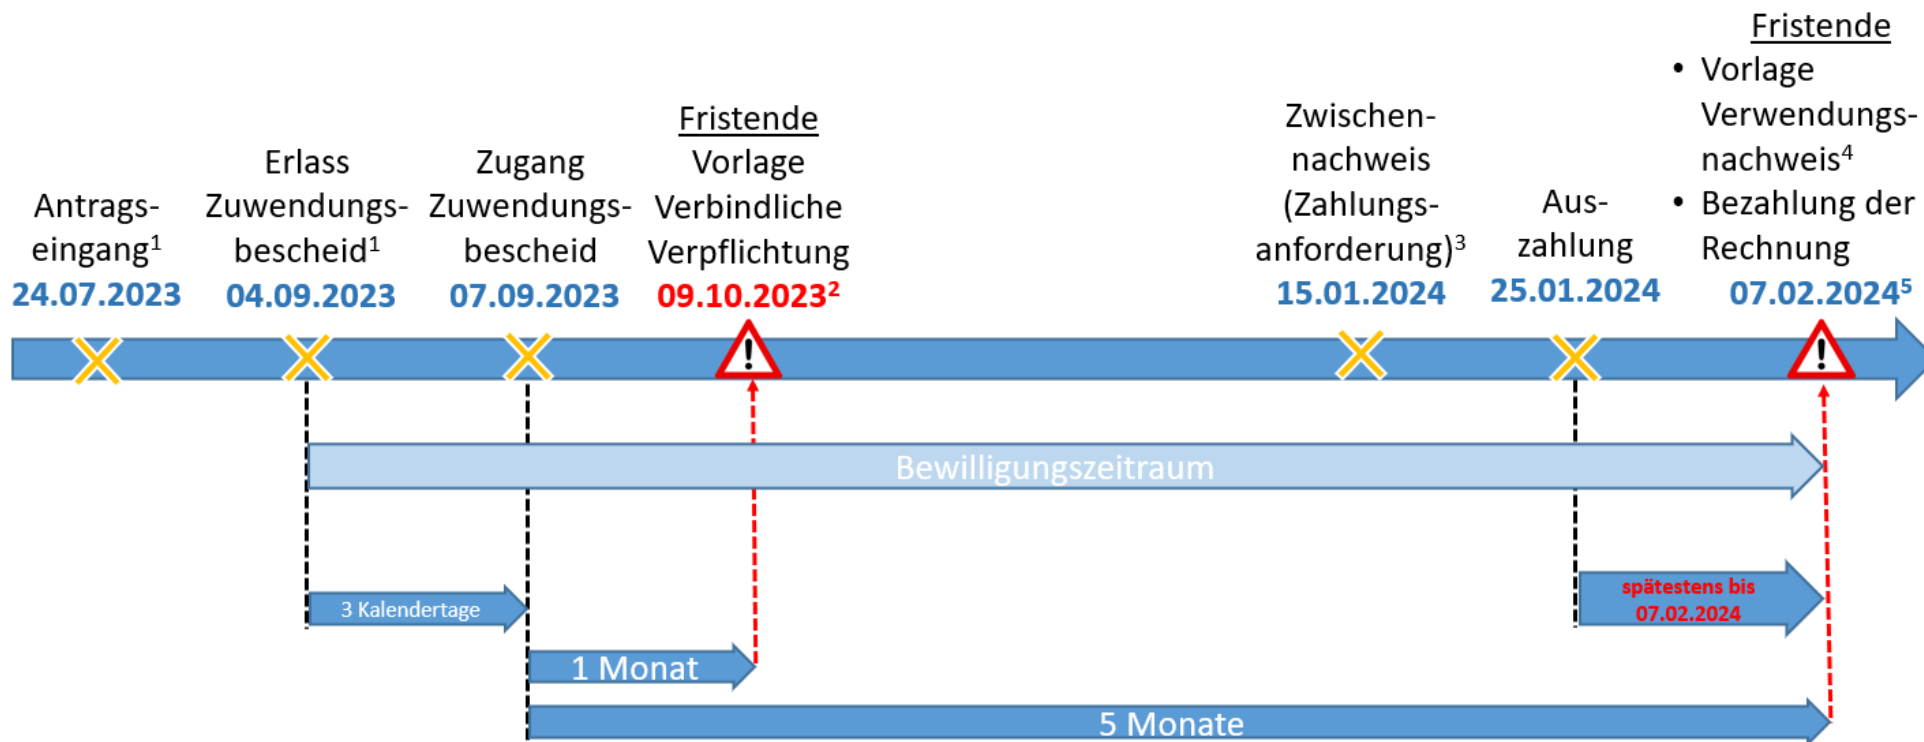 Antrags-
eingang¹
24.07.2023
Erlass
Zuwendungs-
bescheid¹
04.09.2023
Zugang
Zuwendungs-
bescheid
07.09.2023
Fristende
Vorlage
Verbindliche
Verpflichtung
09.10.2023²
Zwischen-
nachweis
(Zahlungs-
anforderung)³
15.01.2024
Aus-
zahlung
25.01.2024
Fristende
• Vorlage
Verwendungs-
nachweis⁴
• Bezahlung der
Rechnung
07.02.2024⁵
Bewilligungszeitraum
3 Kalendertage
spätestens bis
07.02.2024
1 Monat
5 Monate